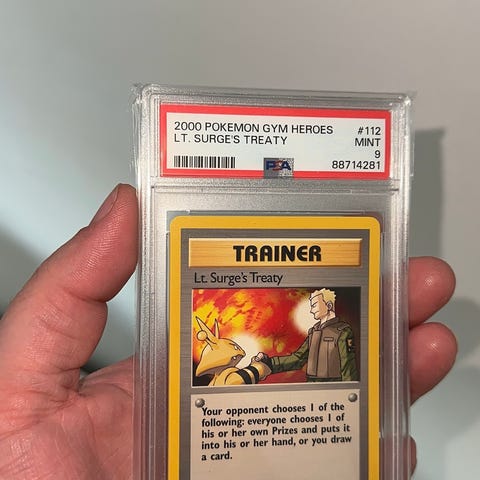 2000 POKEMON GYM HEROES #112
LT. SURGE'S TREATY MINT
9
PSA 88714281
TRAINER
Lt. Surge's Treaty
Your opponent chooses 1 of the
following: everyone chooses 1 of
his or her own Prizes and puts it
into his or her hand, or you draw
a card.